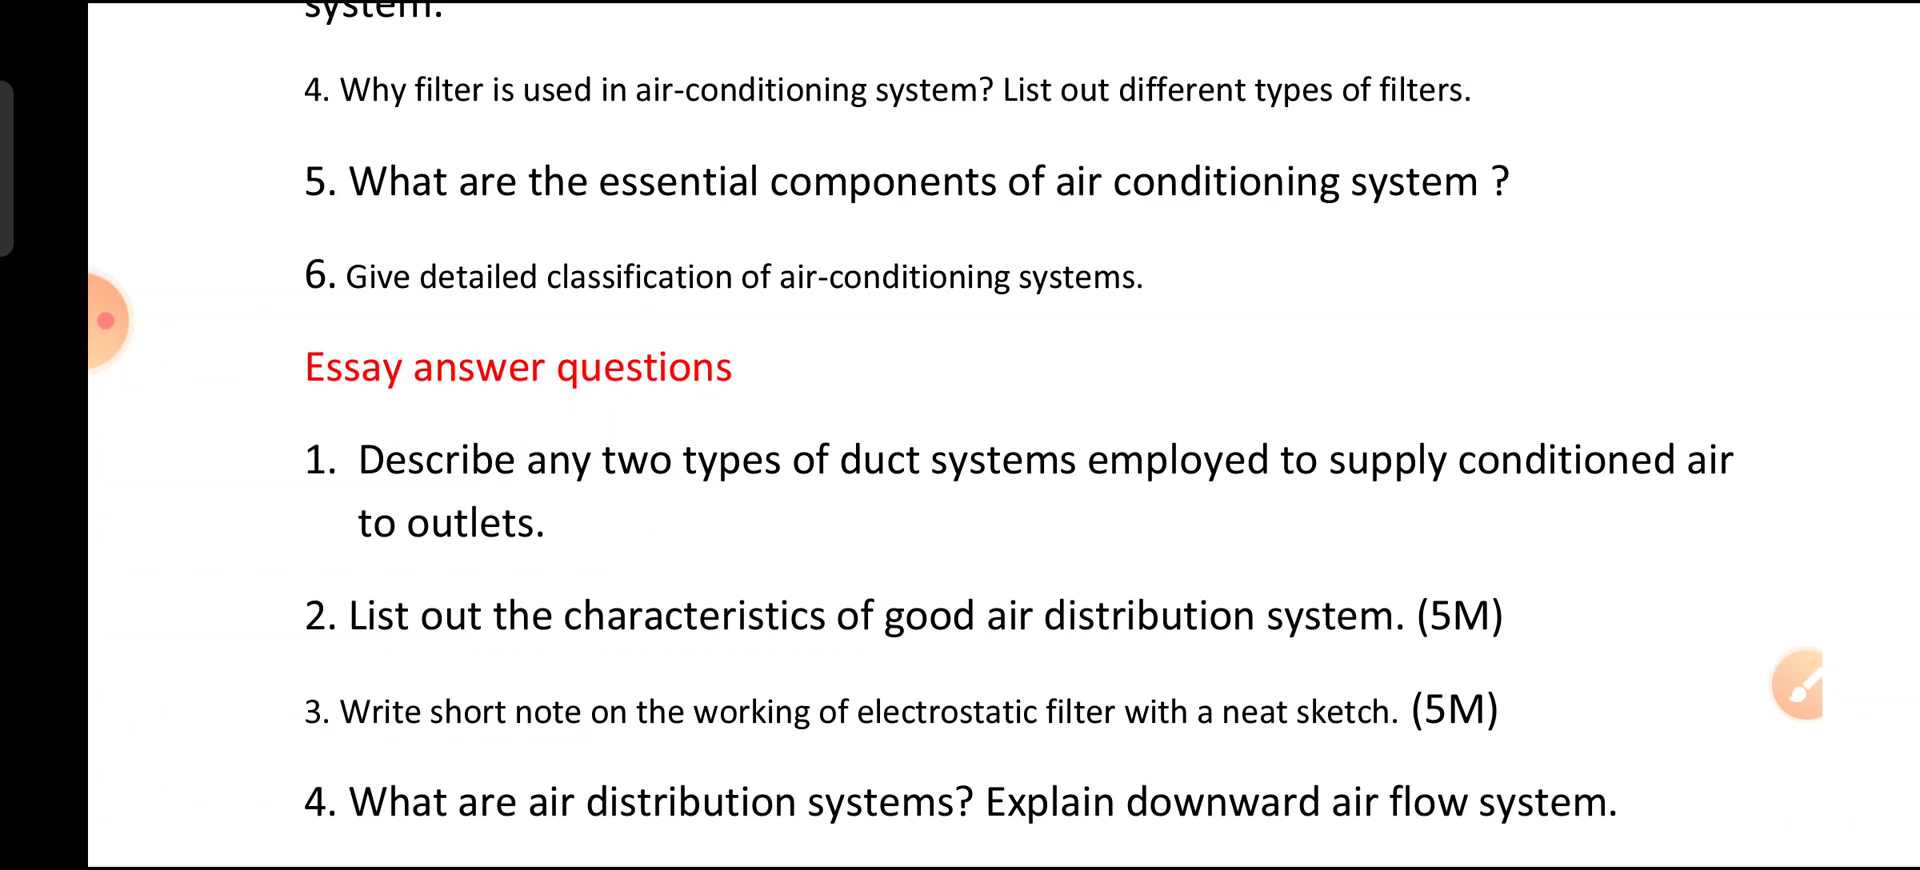 system.
4. Why filter is used in air-conditioning system? List out different types of filters.
5. What are the essential components of air conditioning system ?
6. Give detailed classification of air-conditioning systems.
Essay answer questions
1. Describe any two types of duct systems employed to supply conditioned air
to outlets.
2. List out the characteristics of good air distribution system. (5M)
3. Write short note on the working of electrostatic filter with a neat sketch. (5M)
4. What are air distribution systems? Explain downward air flow system.